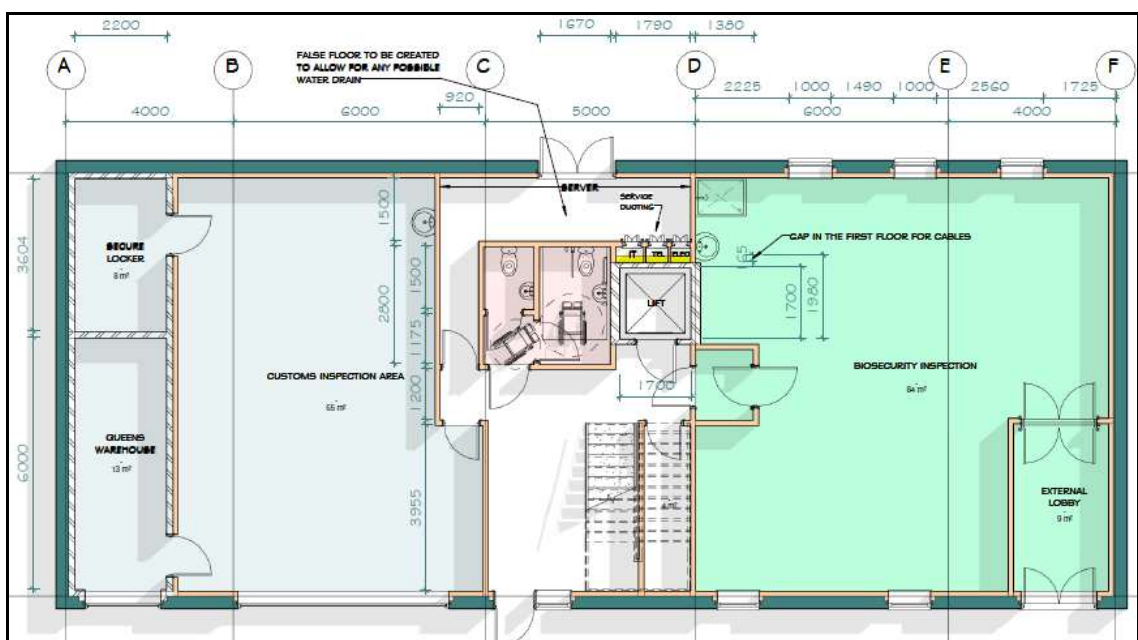 2200
1670
1790
1380
FALSE FLOOR TO BE CREATED
TO ALLOW FOR ANY POSSIBLE
WATER DRAIN
A
B
C
D
E
F
920
2225
1000
1490
1000
2560
1725
4000
6000
5000
6000
4000
SERVER
SERVICE
DUCTING
1500
3604
SECURE
LOCKER
8 m²
GAP IN THE FIRST FLOOR FOR CABLES
IT
TEL
ELEC
165
1500
2800
LIFT
1700
1980
1175
CUSTOMS INSPECTION AREA
65 m²
BIOSECURITY INSPECTION
64 m²
1200
1700
QUEENS
WAREHOUSE
13 m²
6000
3955
EXTERNAL
LOBBY
9 m²